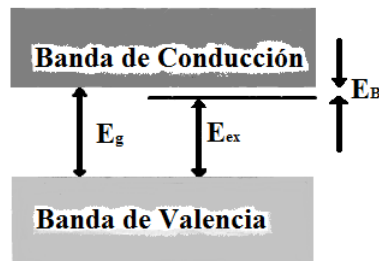 Banda de Conducción
E_B
E_g
E_ex
Banda de Valencia